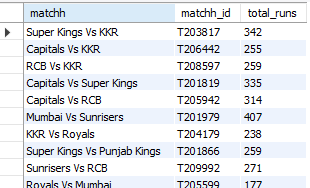 matchh matchh_id total_runs
Super Kings Vs KKR T203817 342
Capitals Vs KKR T206442 255
RCB Vs KKR T208597 259
Capitals Vs Super Kings T201819 335
Capitals Vs RCB T205942 314
Mumbai Vs Sunrisers T201979 407
KKR Vs Royals T204179 238
Super Kings Vs Punjab Kings T201866 259
Sunrisers Vs RCB T209992 271
Royals Vs Mumbai T205599 177